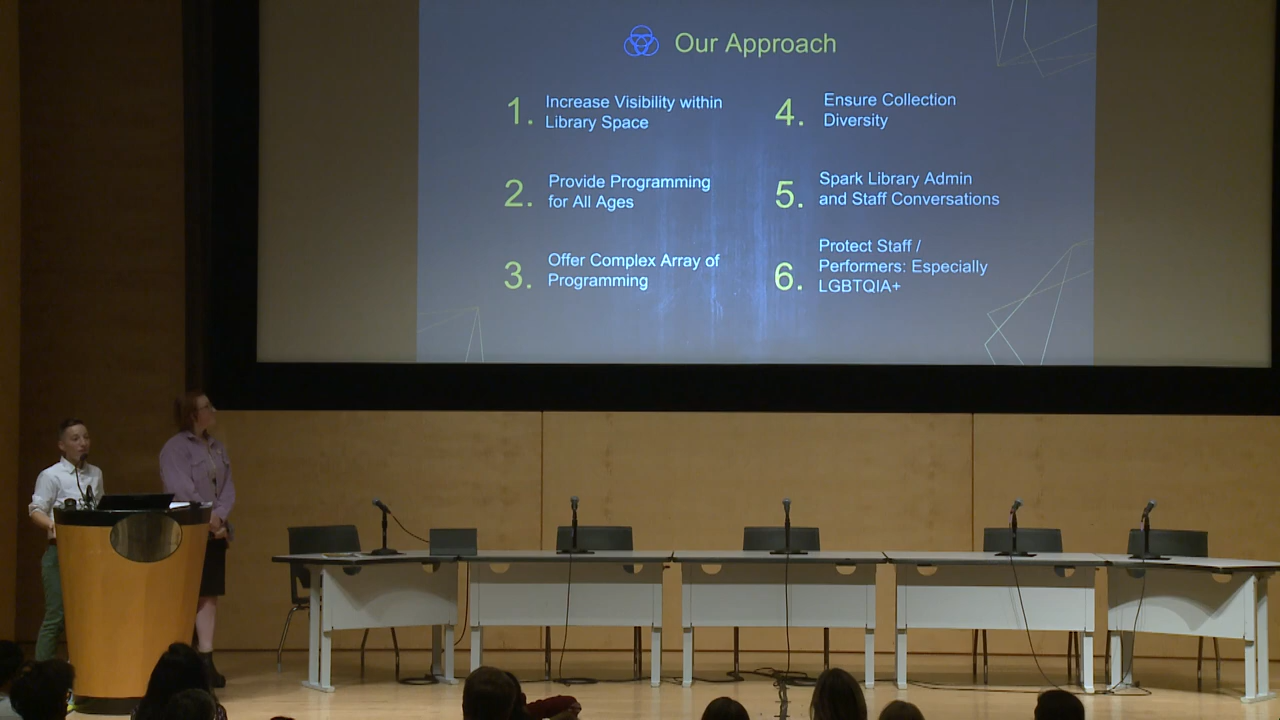 Our Approach
1. Increase Visibility within
Library Space
2. Provide Programming
for All Ages
3. Offer Complex Array of
Programming
4. Ensure Collection
Diversity
5. Spark Library Admin
and Staff Conversations
6. Protect Staff /
Performers: Especially
LGBTQIA+